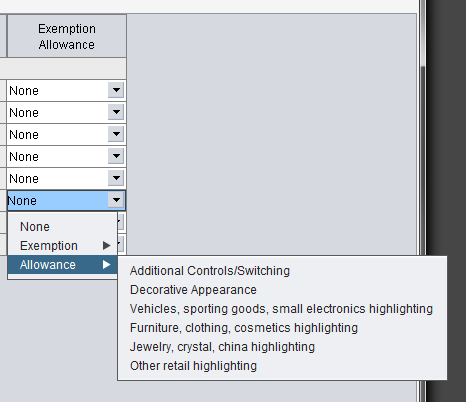 Exemption
Allowance
None
None
None
None
None
None
None
Exemption
Allowance
Additional Controls/Switching
Decorative Appearance
Vehicles, sporting goods, small electronics highlighting
Furniture, clothing, cosmetics highlighting
Jewelry, crystal, china highlighting
Other retail highlighting